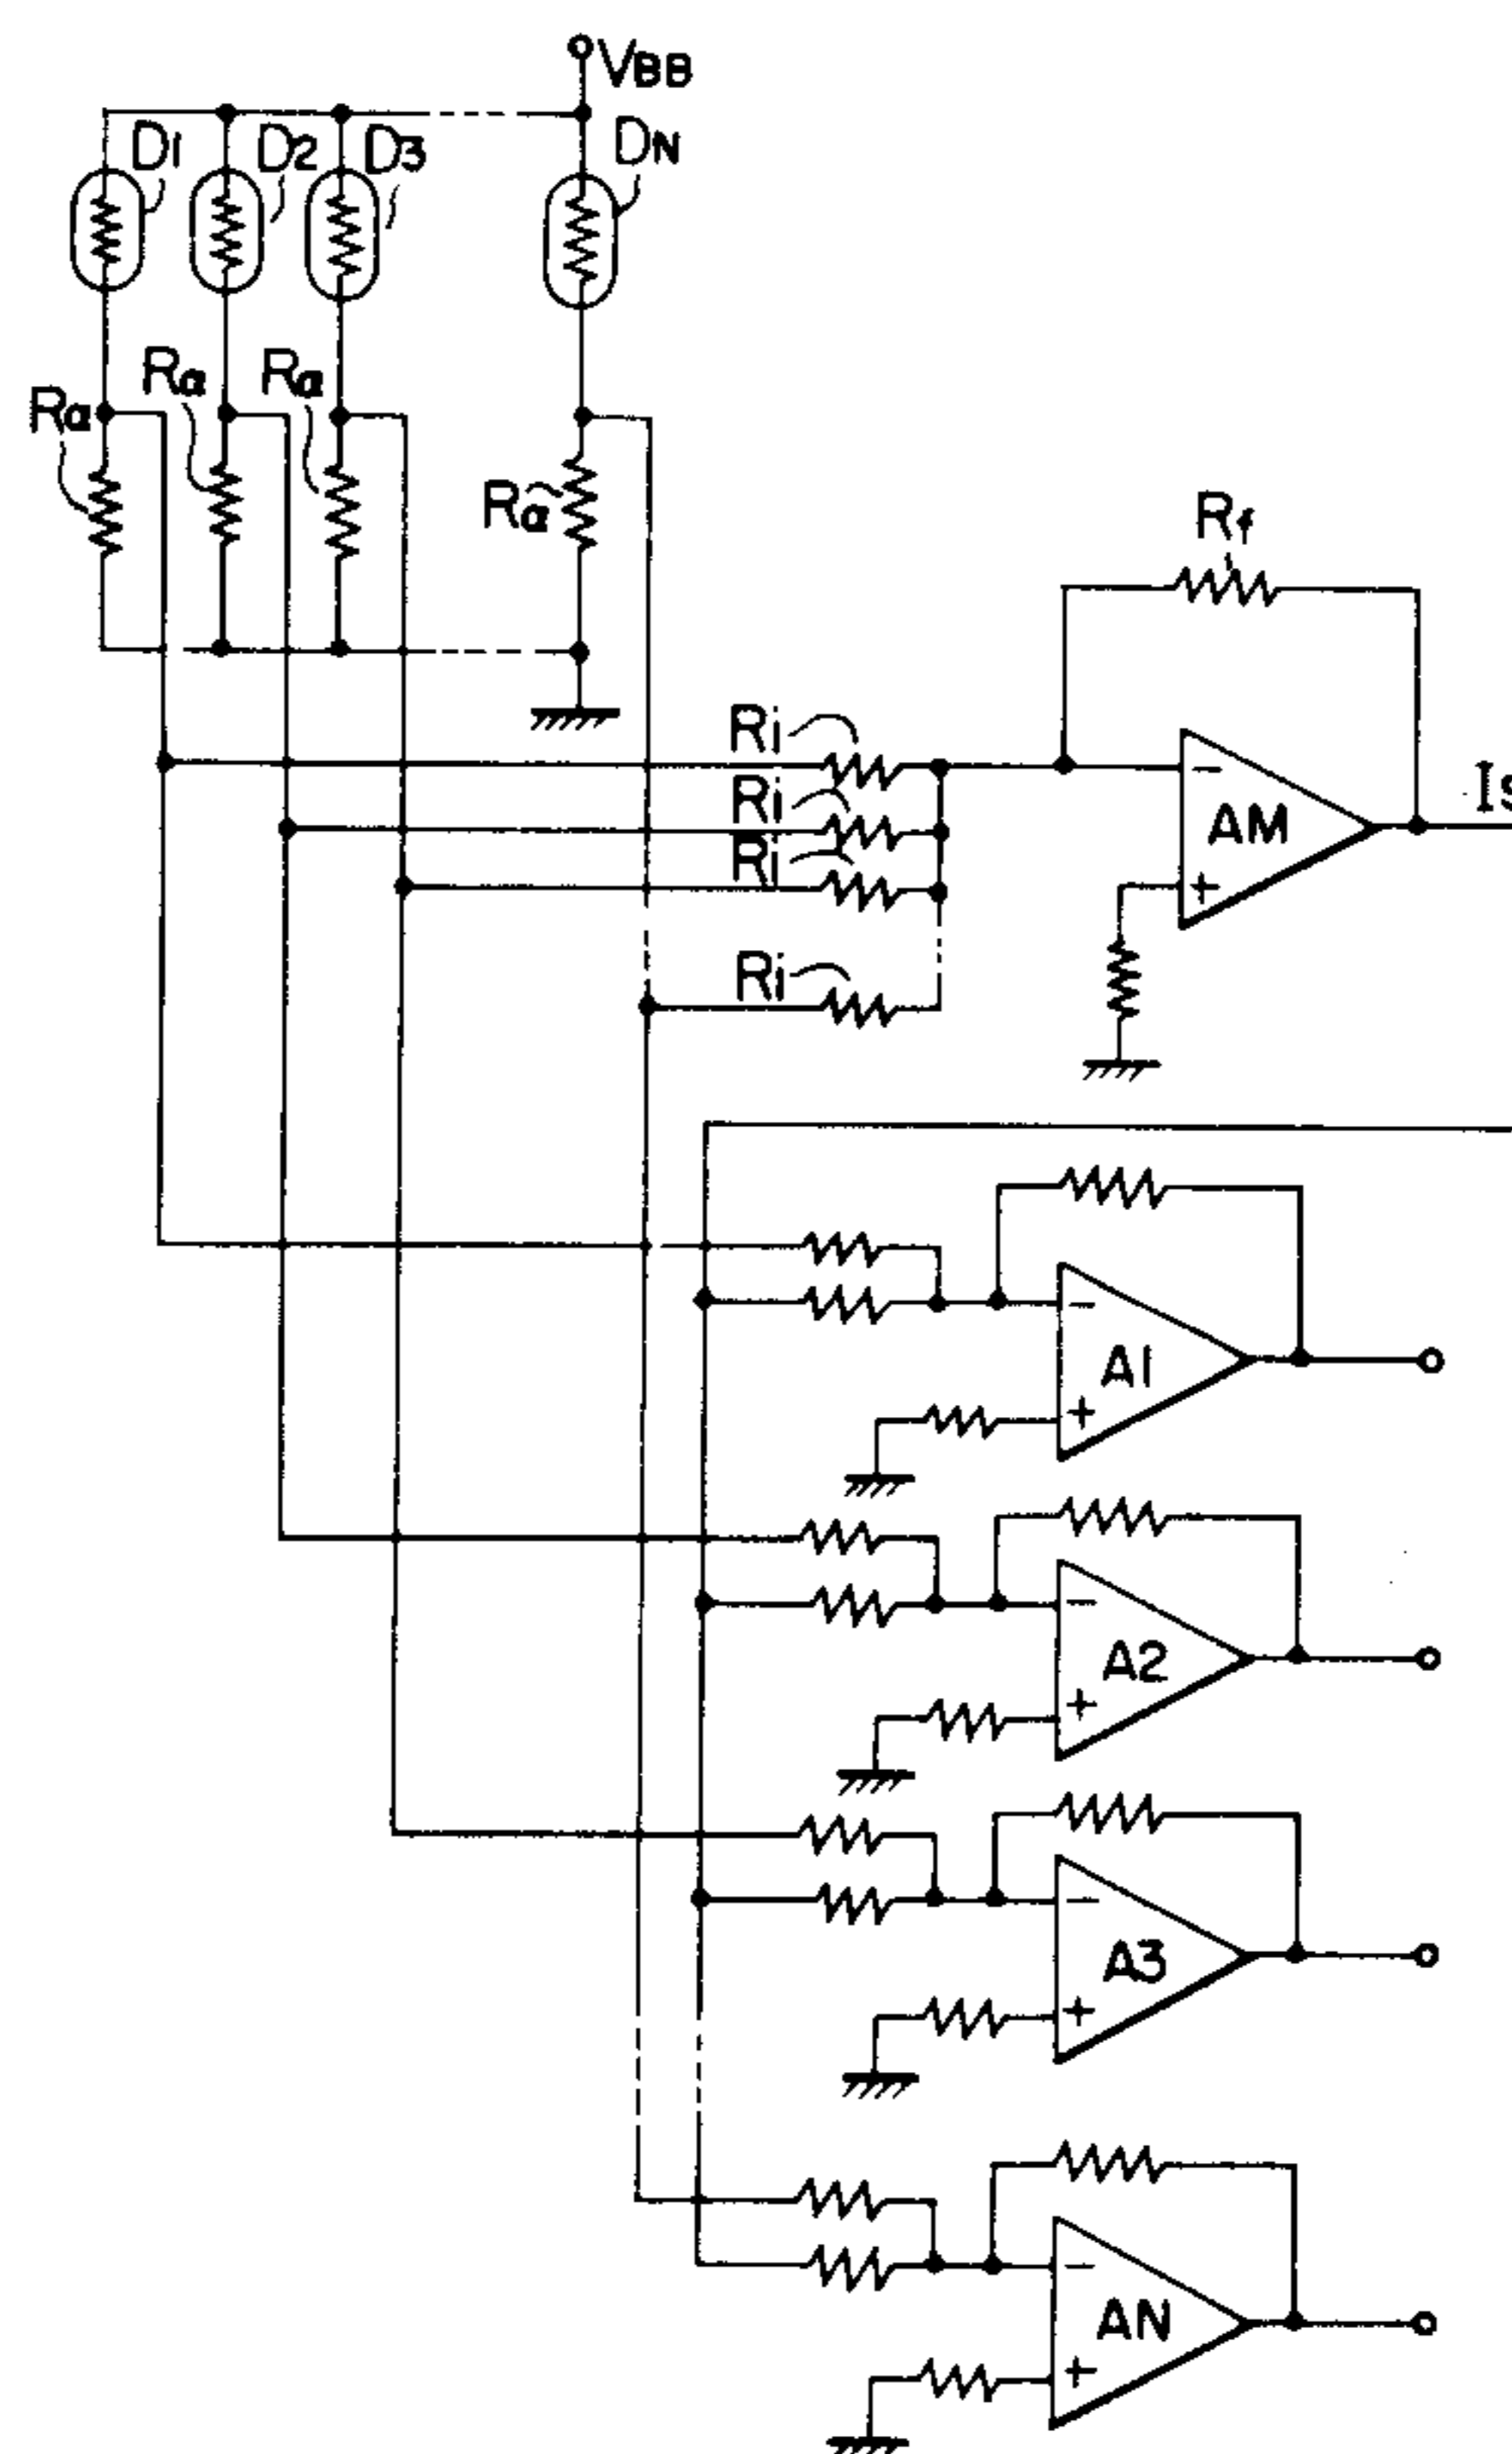 VBB
D1 D2 D3 DN
Ra Ra Ra
Ra
Rf
Ri
Ri
Ri
Ri
− AM +
Is
− A1 +
− A2 +
− A3 +
− AN +